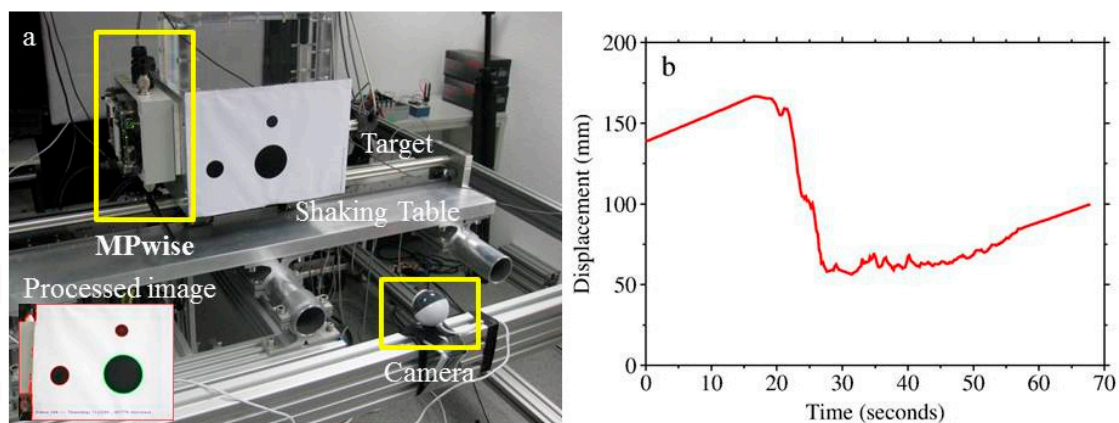 a
Target
Shaking Table
MPwise
Processed image
Camera
b
200
150
100
50
0
Displacement (mm)
0 10 20 30 40 50 60 70
Time (seconds)